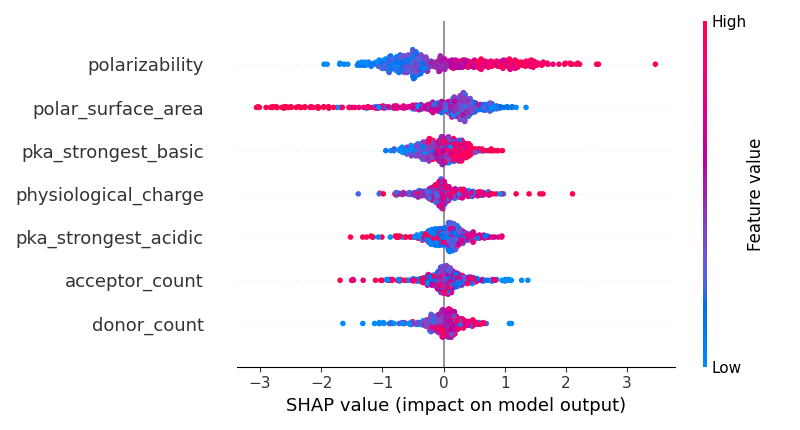 High
polarizability
polar_surface_area
pka_strongest_basic
physiological_charge
pka_strongest_acidic
acceptor_count
donor_count
Feature value
Low
−3 −2 −1 0 1 2 3
SHAP value (impact on model output)